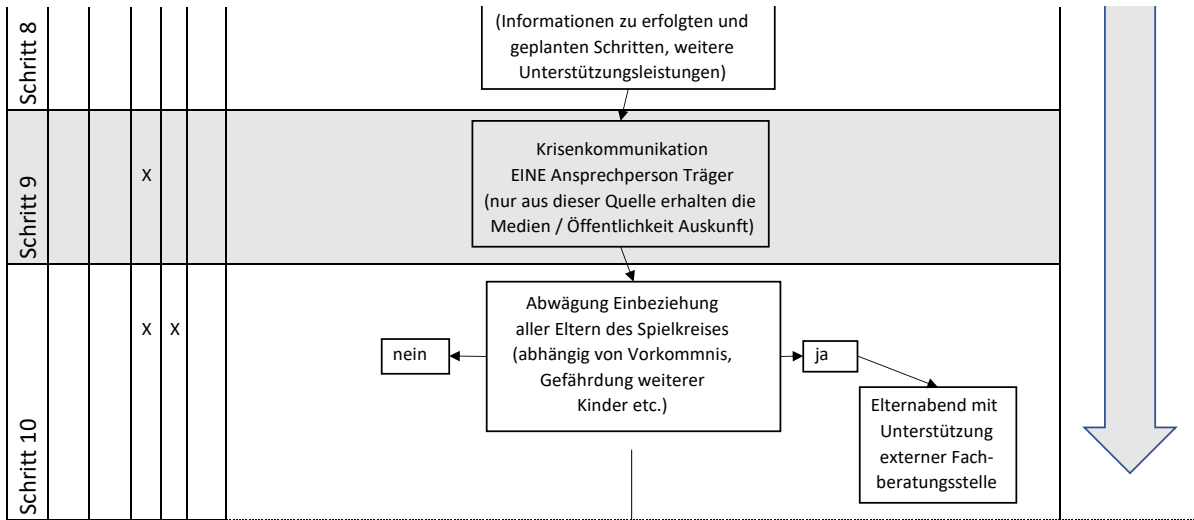 Schritt 8
(Informationen zu erfolgten und
geplanten Schritten, weitere
Unterstützungsleistungen)
Schritt 9
X
Krisenkommunikation
EINE Ansprechperson Träger
(nur aus dieser Quelle erhalten die
Medien / Öffentlichkeit Auskunft)
Schritt 10
X X
Abwägung Einbeziehung
aller Eltern des Spielkreises
(abhängig von Vorkommnis,
Gefährdung weiterer
Kinder etc.)
nein
ja
Elternabend mit
Unterstützung
externer Fach-
beratungsstelle